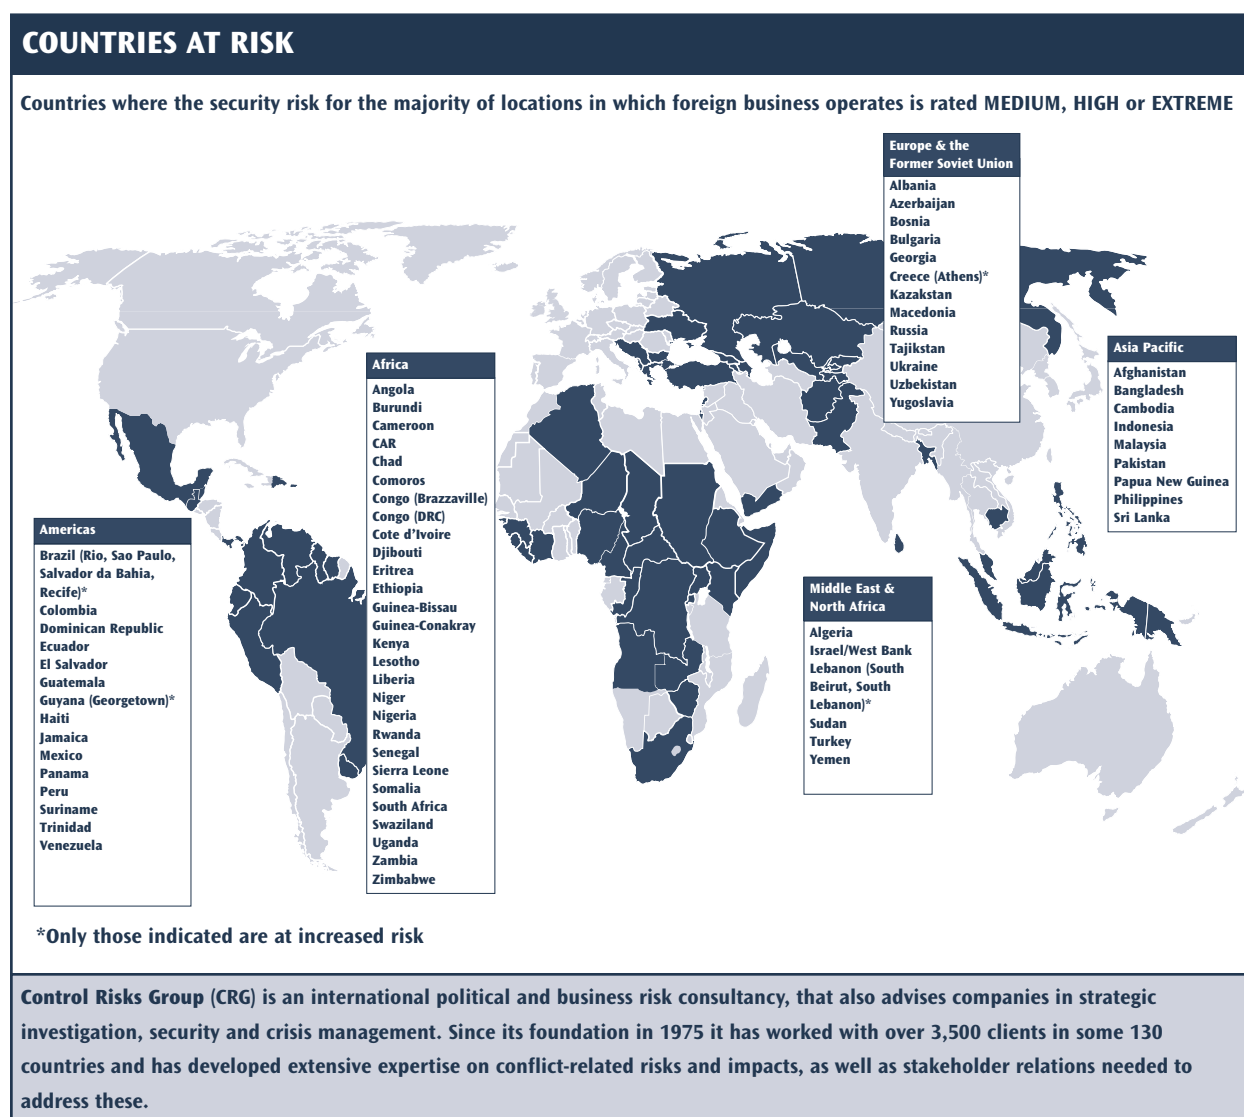 COUNTRIES AT RISK
Countries where the security risk for the majority of locations in which foreign business operates is rated MEDIUM, HIGH or EXTREME
Europe & the
Former Soviet Union
Albania
Azerbaijan
Bosnia
Bulgaria
Georgia
Creece (Athens)*
Kazakstan
Macedonia
Russia
Tajikstan
Ukraine
Uzbekistan
Yugoslavia
Asia Pacific
Afghanistan
Bangladesh
Cambodia
Indonesia
Malaysia
Pakistan
Papua New Guinea
Philippines
Sri Lanka
Africa
Angola
Burundi
Cameroon
CAR
Chad
Comoros
Congo (Brazzaville)
Congo (DRC)
Cote d'Ivoire
Djibouti
Eritrea
Ethiopia
Guinea-Bissau
Guinea-Conakray
Kenya
Lesotho
Liberia
Niger
Nigeria
Rwanda
Senegal
Sierra Leone
Somalia
South Africa
Swaziland
Uganda
Zambia
Zimbabwe
Americas
Brazil (Rio, Sao Paulo,
Salvador da Bahia,
Recife)*
Colombia
Dominican Republic
Ecuador
El Salvador
Guatemala
Guyana (Georgetown)*
Haiti
Jamaica
Mexico
Panama
Peru
Suriname
Trinidad
Venezuela
Middle East &
North Africa
Algeria
Israel/West Bank
Lebanon (South
Beirut, South
Lebanon)*
Sudan
Turkey
Yemen
*Only those indicated are at increased risk
Control Risks Group (CRG) is an international political and business risk consultancy, that also advises companies in strategic
investigation, security and crisis management. Since its foundation in 1975 it has worked with over 3,500 clients in some 130
countries and has developed extensive expertise on conflict-related risks and impacts, as well as stakeholder relations needed to
address these.